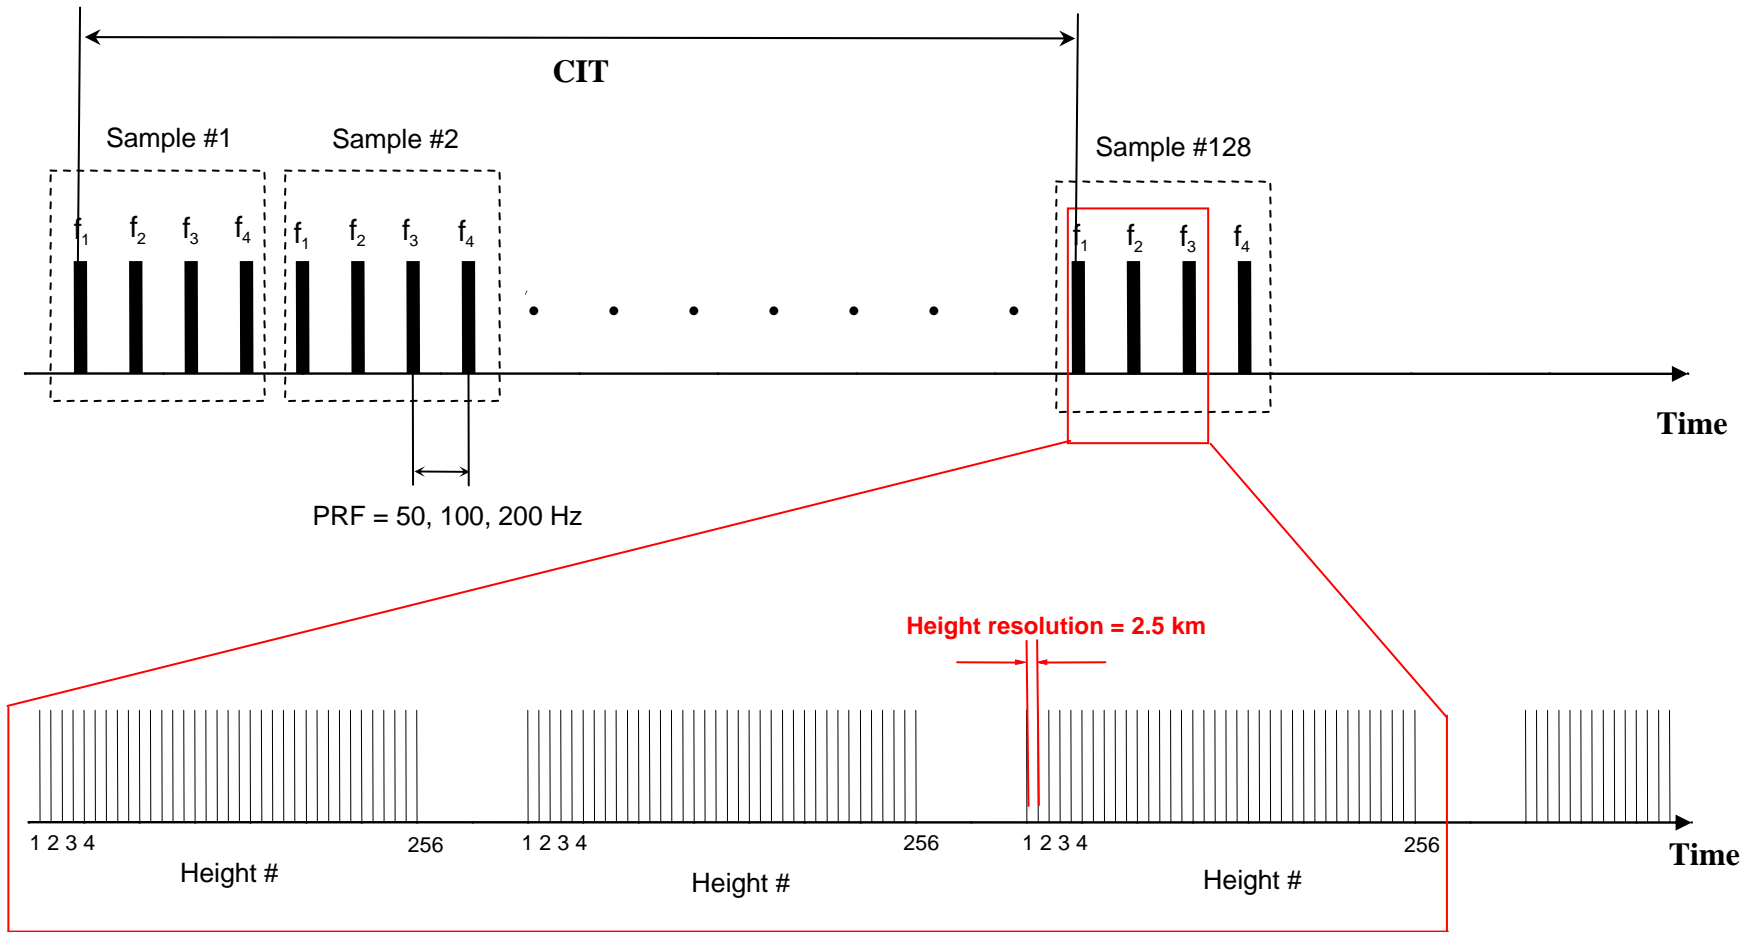 CIT
Sample #1
Sample #2
Sample #128
f1 f2 f3 f4 f1 f2 f3 f4 f1 f2 f3 f4
Time
PRF = 50, 100, 200 Hz
Height resolution = 2.5 km
1 2 3 4 256 1 2 3 4 256 1 2 3 4 256
Time
Height #
Height #
Height #